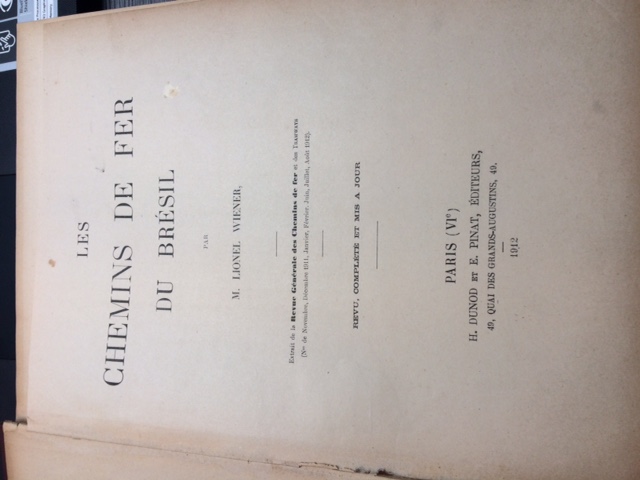 LES
CHEMINS DE FER
DU BRÉSIL
PAR
M. LIONEL WIENER,
Extrait de la Revue Générale des Chemins de fer et des Tramways
(Nos de Novembre, Décembre 1911, Janvier, Février, Juin, Juillet, Août 1912).
REVU, COMPLÉTÉ ET MIS A JOUR
PARIS (VIe)
H. DUNOD ET E. PINAT, ÉDITEURS,
49, QUAI DES GRANDS-AUGUSTINS, 49.
1912